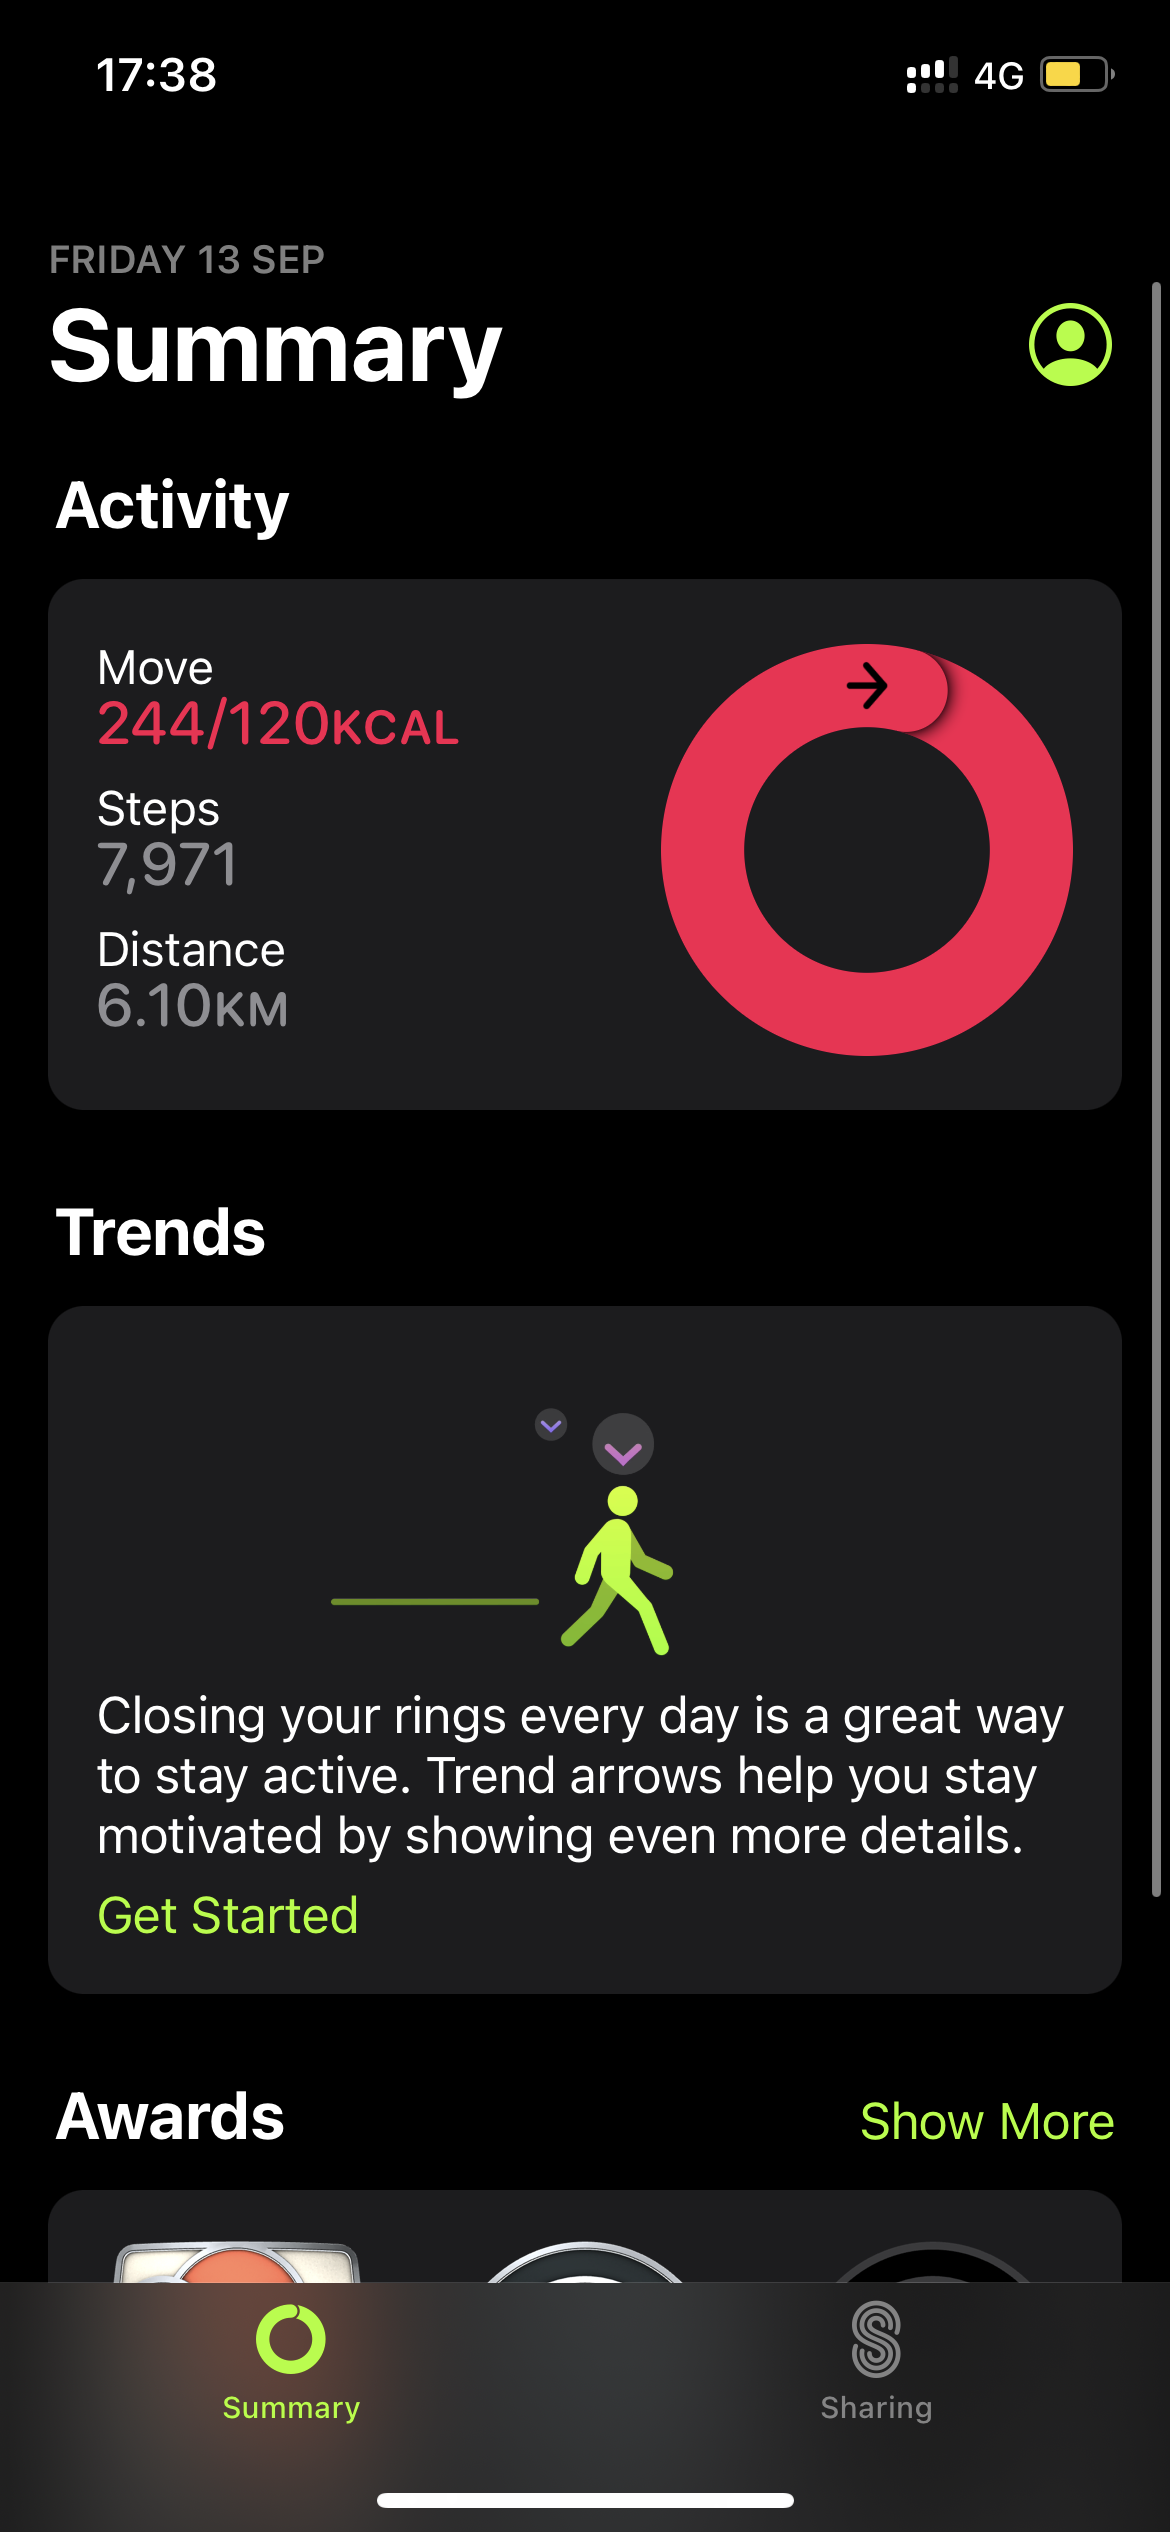 17:38
4G
FRIDAY 13 SEP
Summary
Activity
Move
244/120KCAL
Steps
7,971
Distance
6.10KM
Trends
Closing your rings every day is a great way
to stay active. Trend arrows help you stay
motivated by showing even more details.
Get Started
Awards
Show More
Summary
Sharing